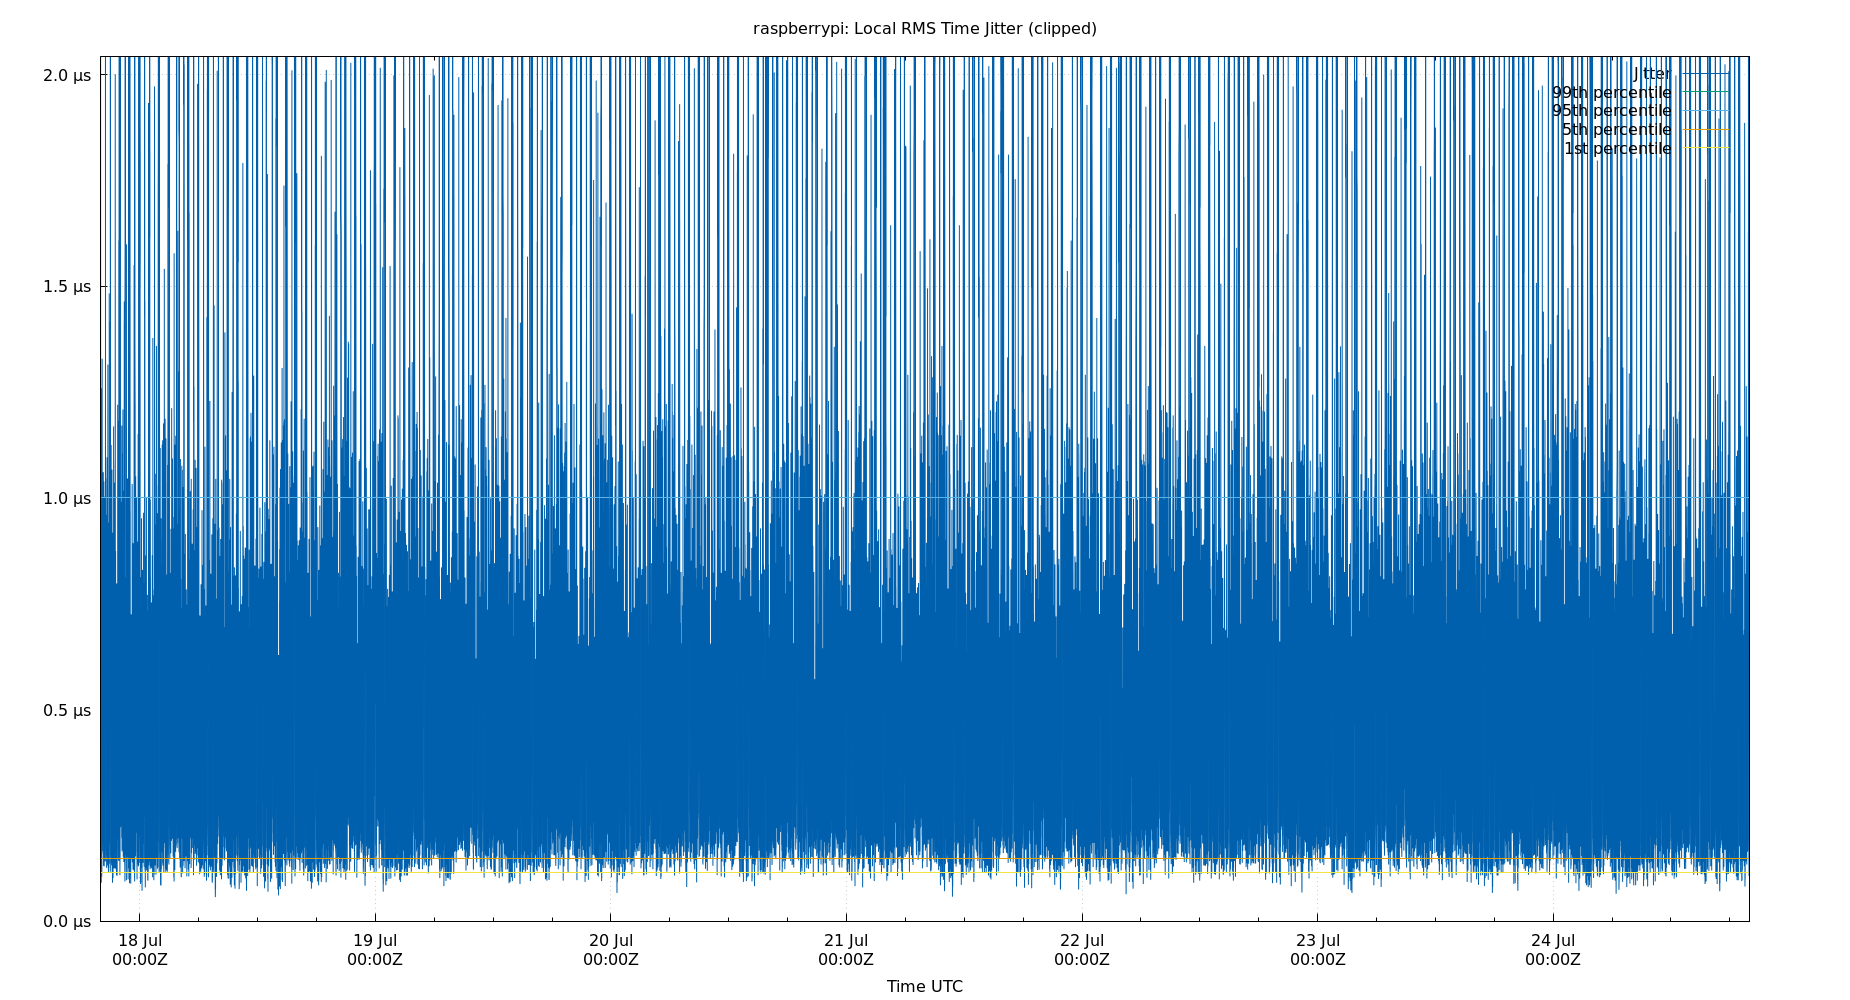 raspberrypi: Local RMS Time Jitter (clipped)
2.0 µs
1.5 µs
1.0 µs
0.5 µs
0.0 µs
Jitter
99th percentile
95th percentile
5th percentile
1st percentile
18 Jul
00:00Z
19 Jul
00:00Z
20 Jul
00:00Z
21 Jul
00:00Z
22 Jul
00:00Z
23 Jul
00:00Z
24 Jul
00:00Z
Time UTC